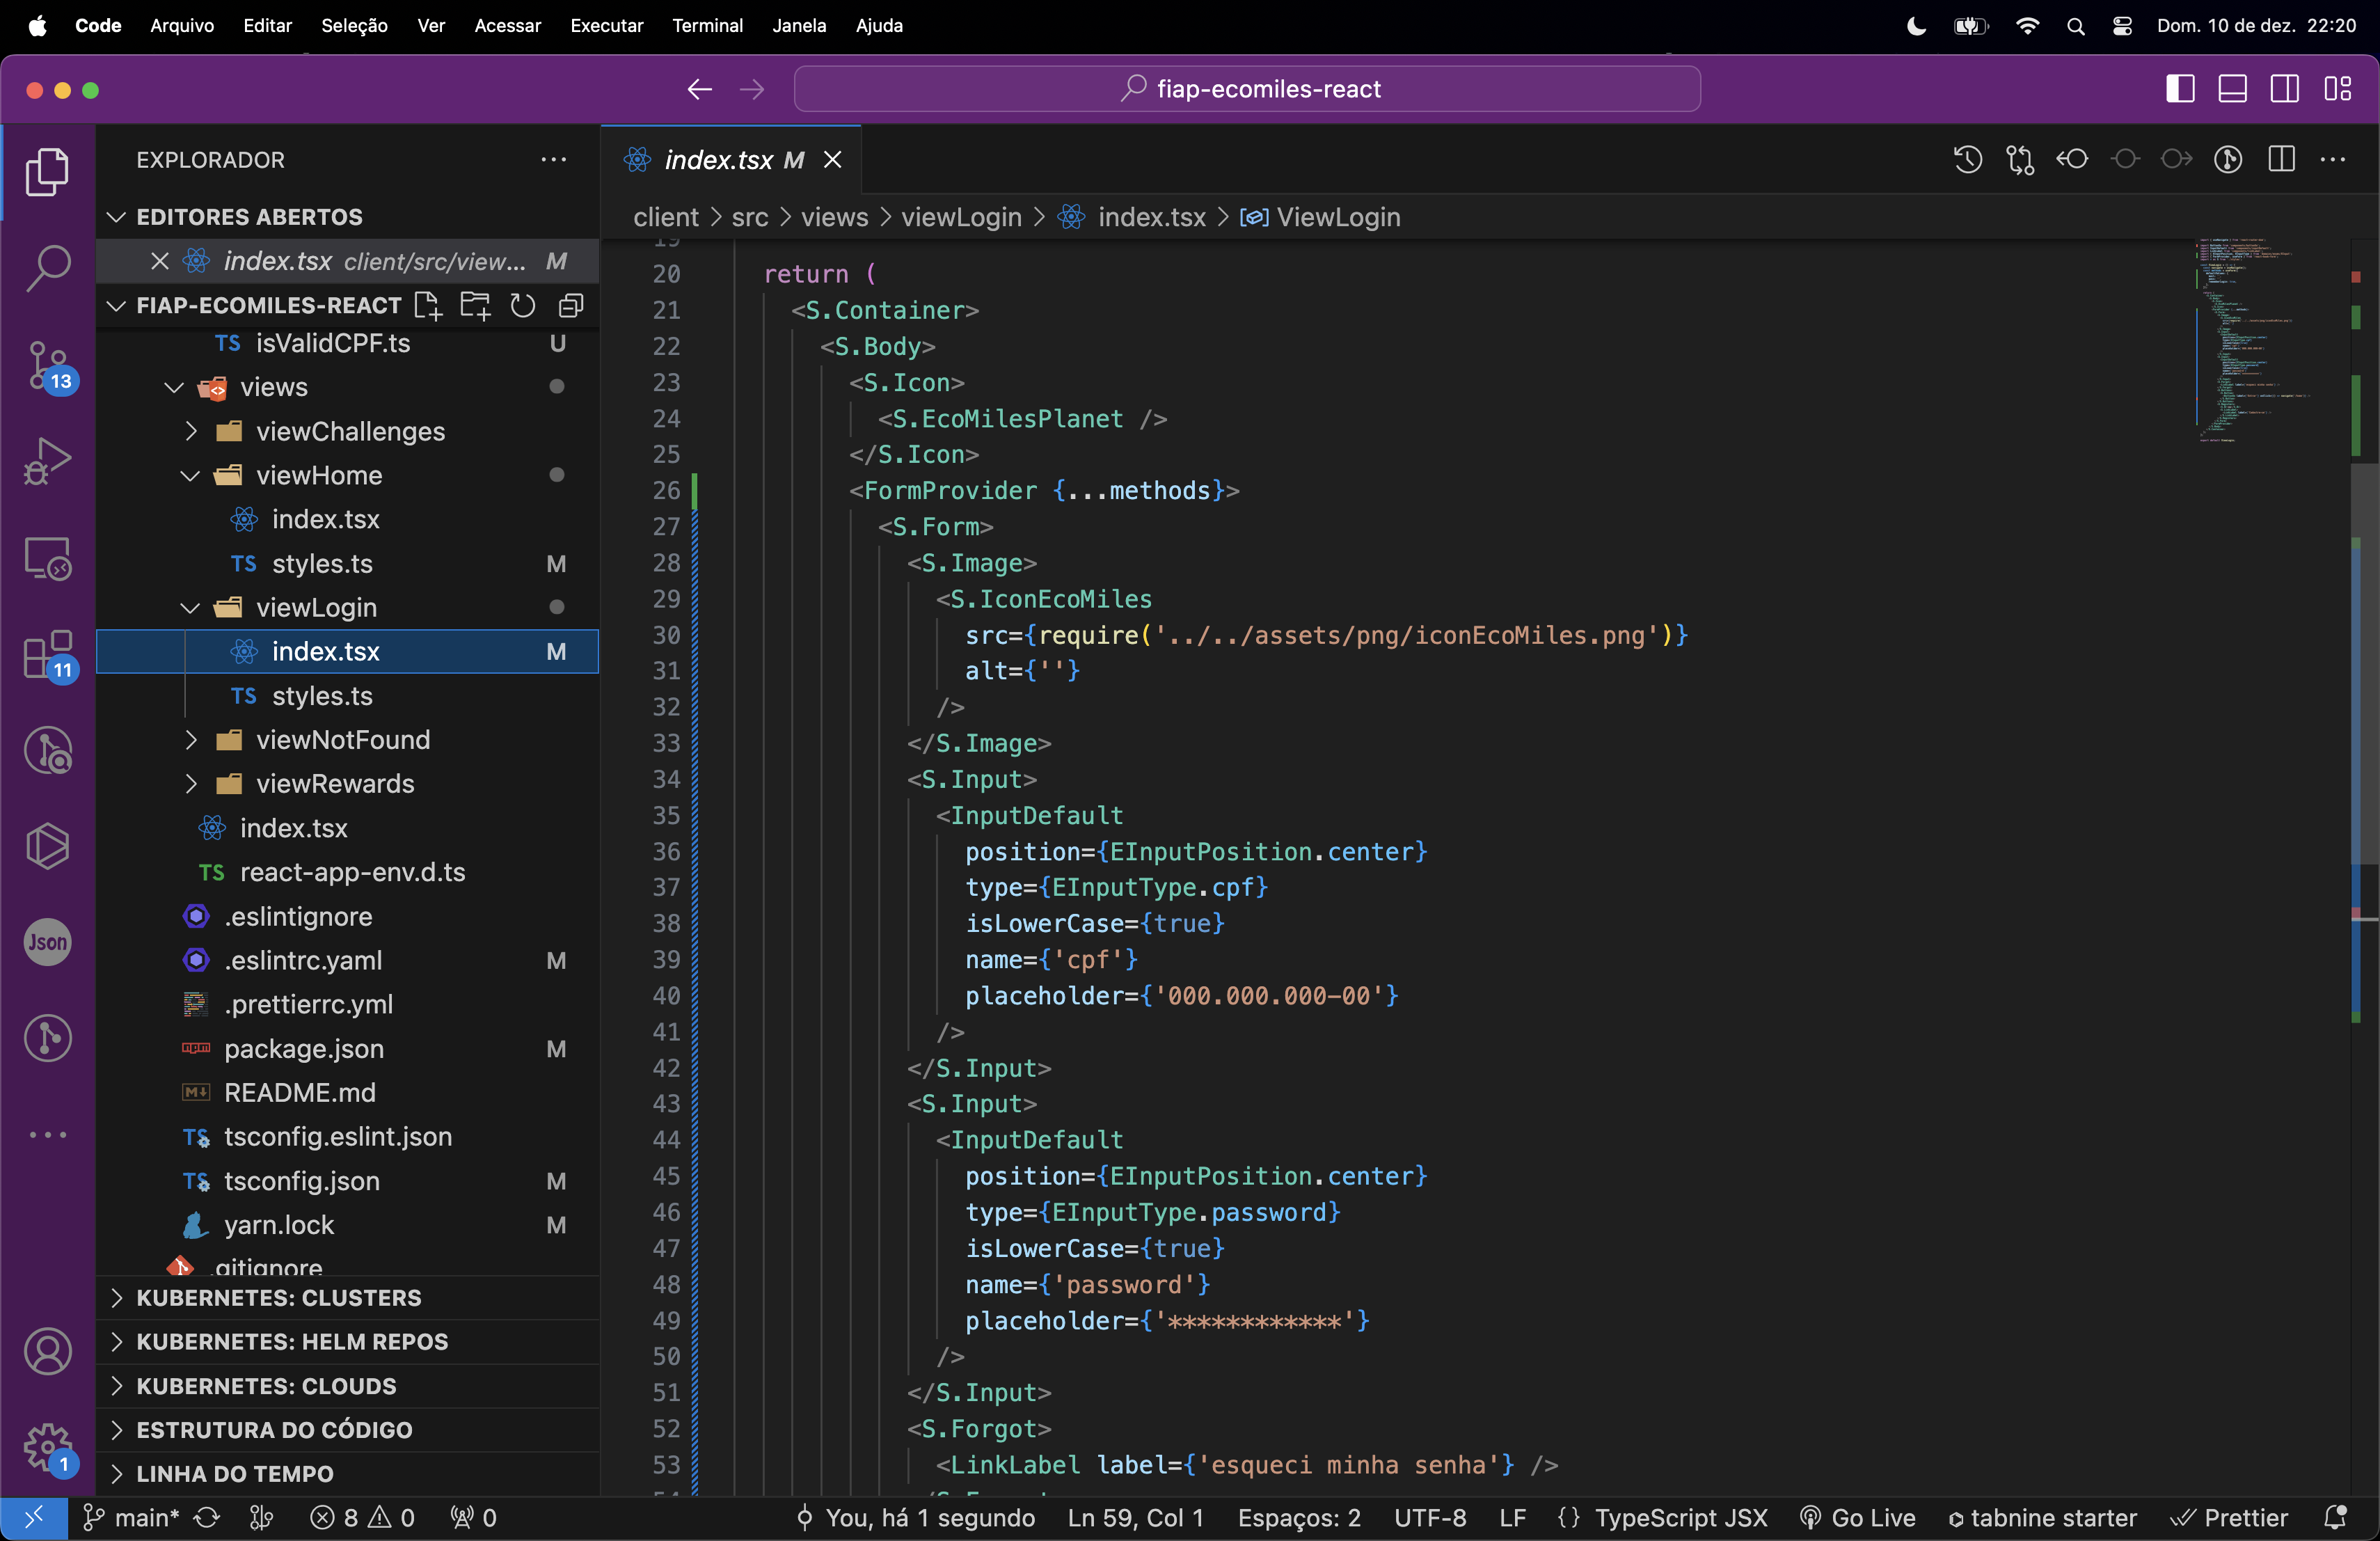 Code Arquivo Editar Seleção Ver Acessar Executar Terminal Janela Ajuda Dom. 10 de dez. 22:20
fiap-ecomiles-react
EXPLORADOR
EDITORES ABERTOS
index.tsx client/src/view... M
FIAP-ECOMILES-REACT
isValidCPF.ts U
views
viewChallenges
viewHome
index.tsx
styles.ts M
viewLogin
index.tsx M
styles.ts
viewNotFound
viewRewards
index.tsx
react-app-env.d.ts
.eslintignore
.eslintrc.yaml M
.prettierrc.yml
package.json M
README.md
tsconfig.eslint.json
tsconfig.json M
yarn.lock M
.gitignore
KUBERNETES: CLUSTERS
KUBERNETES: HELM REPOS
KUBERNETES: CLOUDS
ESTRUTURA DO CÓDIGO
LINHA DO TEMPO
13
11
Json
1
index.tsx M
client > src > views > viewLogin > index.tsx > ViewLogin
19
20 return (
21 <S.Container>
22 <S.Body>
23 <S.Icon>
24 <S.EcoMilesPlanet />
25 </S.Icon>
26 <FormProvider {...methods}>
27 <S.Form>
28 <S.Image>
29 <S.IconEcoMiles
30 src={require('../../assets/png/iconEcoMiles.png')}
31 alt={''}
32 />
33 </S.Image>
34 <S.Input>
35 <InputDefault
36 position={EInputPosition.center}
37 type={EInputType.cpf}
38 isLowerCase={true}
39 name={'cpf'}
40 placeholder={'000.000.000-00'}
41 />
42 </S.Input>
43 <S.Input>
44 <InputDefault
45 position={EInputPosition.center}
46 type={EInputType.password}
47 isLowerCase={true}
48 name={'password'}
49 placeholder={'************'}
50 />
51 </S.Input>
52 <S.Forgot>
53 <LinkLabel label={'esqueci minha senha'} />
main* 8 0 0 You, há 1 segundo Ln 59, Col 1 Espaços: 2 UTF-8 LF {} TypeScript JSX Go Live tabnine starter Prettier